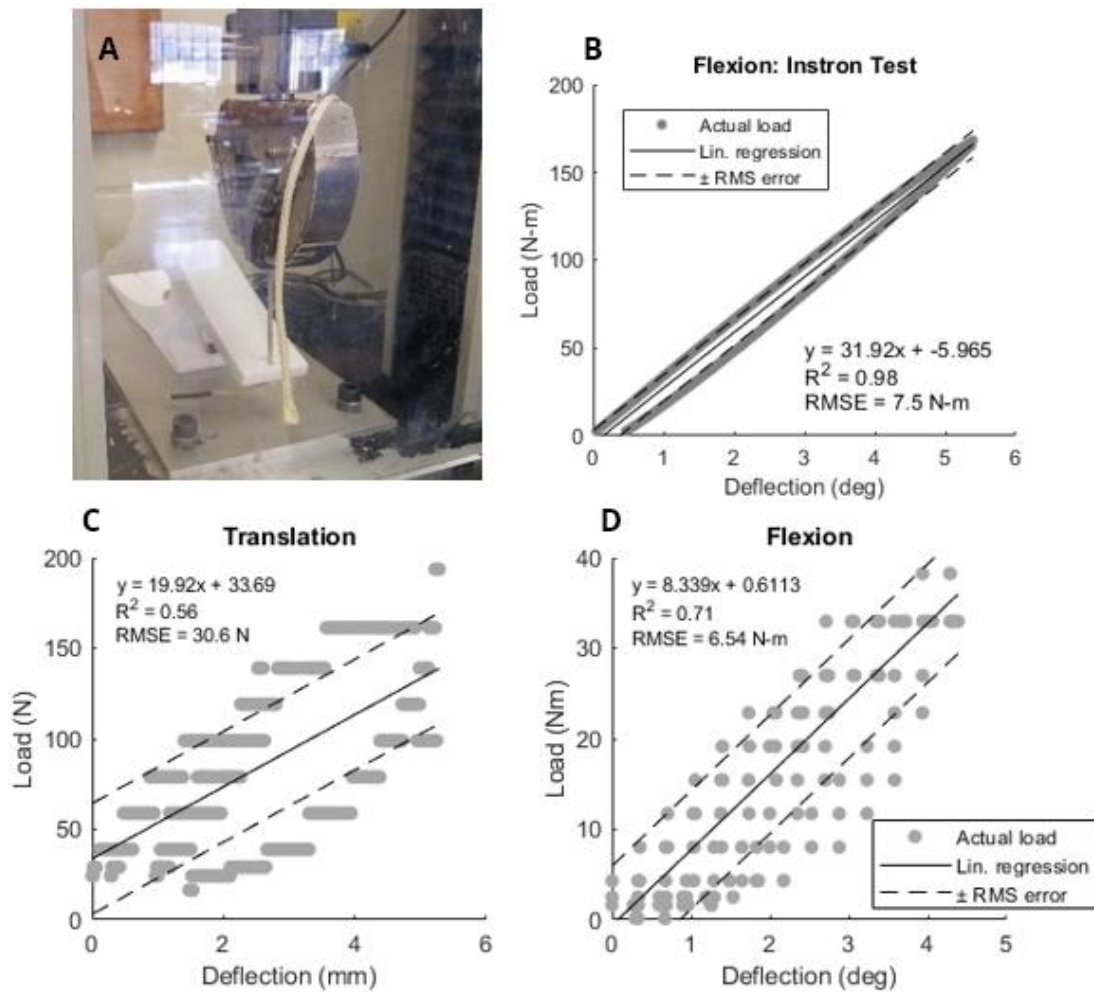 A
B
Flexion: Instron Test
200
150
100
50
0
Load (N-m)
Actual load
Lin. regression
± RMS error
y = 31.92x + -5.965
R² = 0.98
RMSE = 7.5 N-m
0 1 2 3 4 5 6
Deflection (deg)
C
Translation
200
150
100
50
0
Load (N)
y = 19.92x + 33.69
R² = 0.56
RMSE = 30.6 N
0 2 4 6
Deflection (mm)
D
Flexion
40
30
20
10
0
Load (Nm)
y = 8.339x + 0.6113
R² = 0.71
RMSE = 6.54 N-m
Actual load
Lin. regression
± RMS error
0 1 2 3 4 5
Deflection (deg)